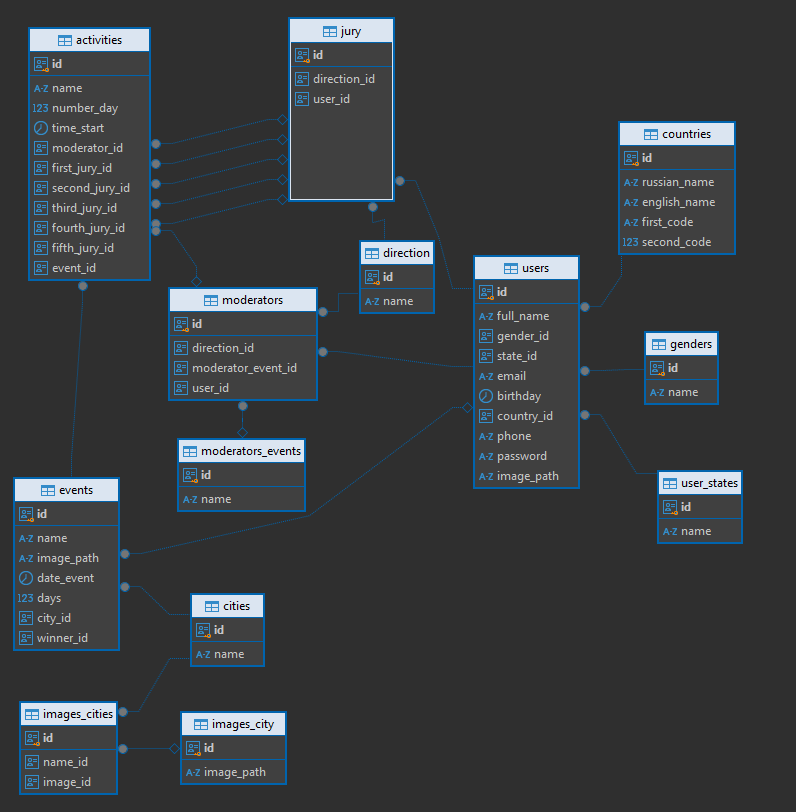 activities
id
name
123 number_day
time_start
moderator_id
first_jury_id
second_jury_id
third_jury_id
fourth_jury_id
fifth_jury_id
event_id
jury
id
direction_id
user_id
countries
id
A-Z russian_name
A-Z english_name
A-Z first_code
123 second_code
direction
id
A-Z name
users
id
A-Z full_name
gender_id
state_id
A-Z email
birthday
country_id
A-Z phone
A-Z password
A-Z image_path
moderators
id
direction_id
moderator_event_id
user_id
genders
id
A-Z name
moderators_events
id
A-Z name
user_states
id
A-Z name
events
id
A-Z name
A-Z image_path
date_event
123 days
city_id
winner_id
cities
id
A-Z name
images_cities
id
name_id
image_id
images_city
id
A-Z image_path